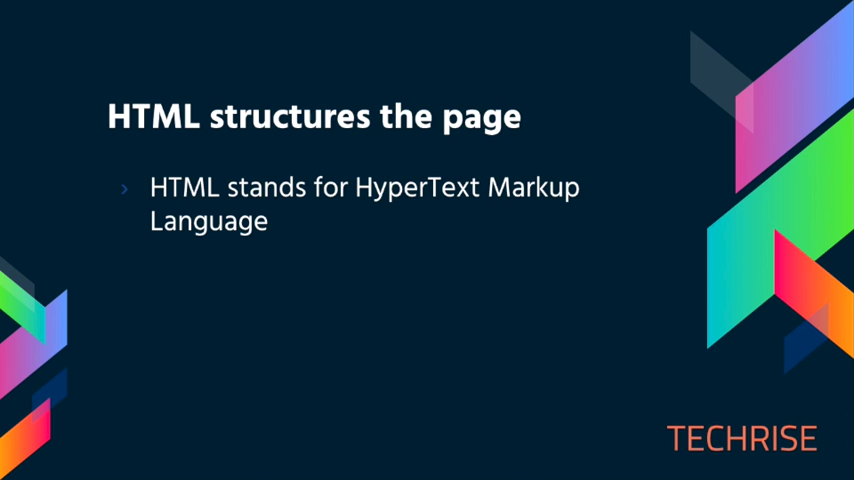 HTML structures the page
› HTML stands for HyperText Markup
Language
TECHRISE